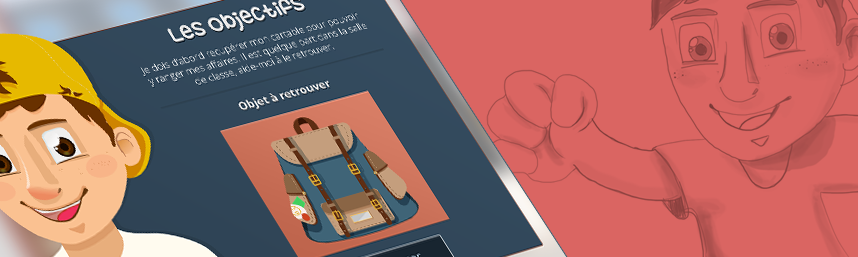 Les Objectifs
Je dois d'abord récupérer mon cartable pour pouvoir
y ranger mes affaires. Il est quelque part dans la salle
de classe, aide-moi à le retrouver.
Objet à retrouver